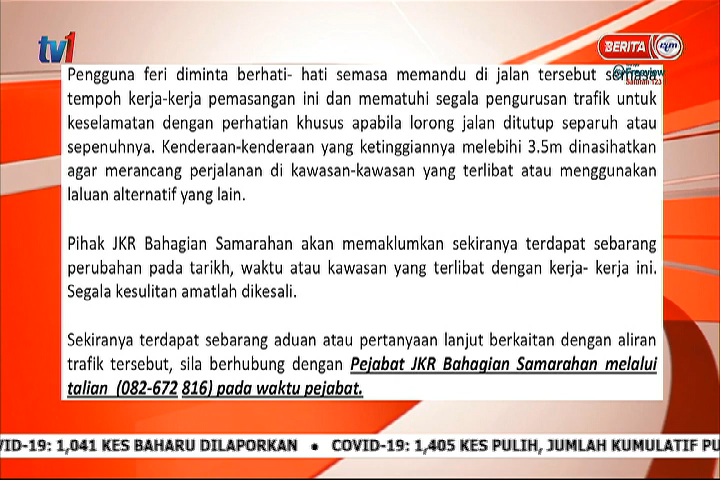 tv1
BERITA rtm
Pengguna feri diminta berhati- hati semasa memandu di jalan tersebut semasa
tempoh kerja-kerja pemasangan ini dan mematuhi segala pengurusan trafik untuk
keselamatan dengan perhatian khusus apabila lorong jalan ditutup separuh atau
sepenuhnya. Kenderaan-kenderaan yang ketinggiannya melebihi 3.5m dinasihatkan
agar merancang perjalanan di kawasan-kawasan yang terlibat atau menggunakan
laluan alternatif yang lain.
Pihak JKR Bahagian Samarahan akan memaklumkan sekiranya terdapat sebarang
perubahan pada tarikh, waktu atau kawasan yang terlibat dengan kerja- kerja ini.
Segala kesulitan amatlah dikesali.
Sekiranya terdapat sebarang aduan atau pertanyaan lanjut berkaitan dengan aliran
trafik tersebut, sila berhubung dengan Pejabat JKR Bahagian Samarahan melalui
talian (082-672 816) pada waktu pejabat.
VID-19: 1,041 KES BAHARU DILAPORKAN • COVID-19: 1,405 KES PULIH, JUMLAH KUMULATIF PU